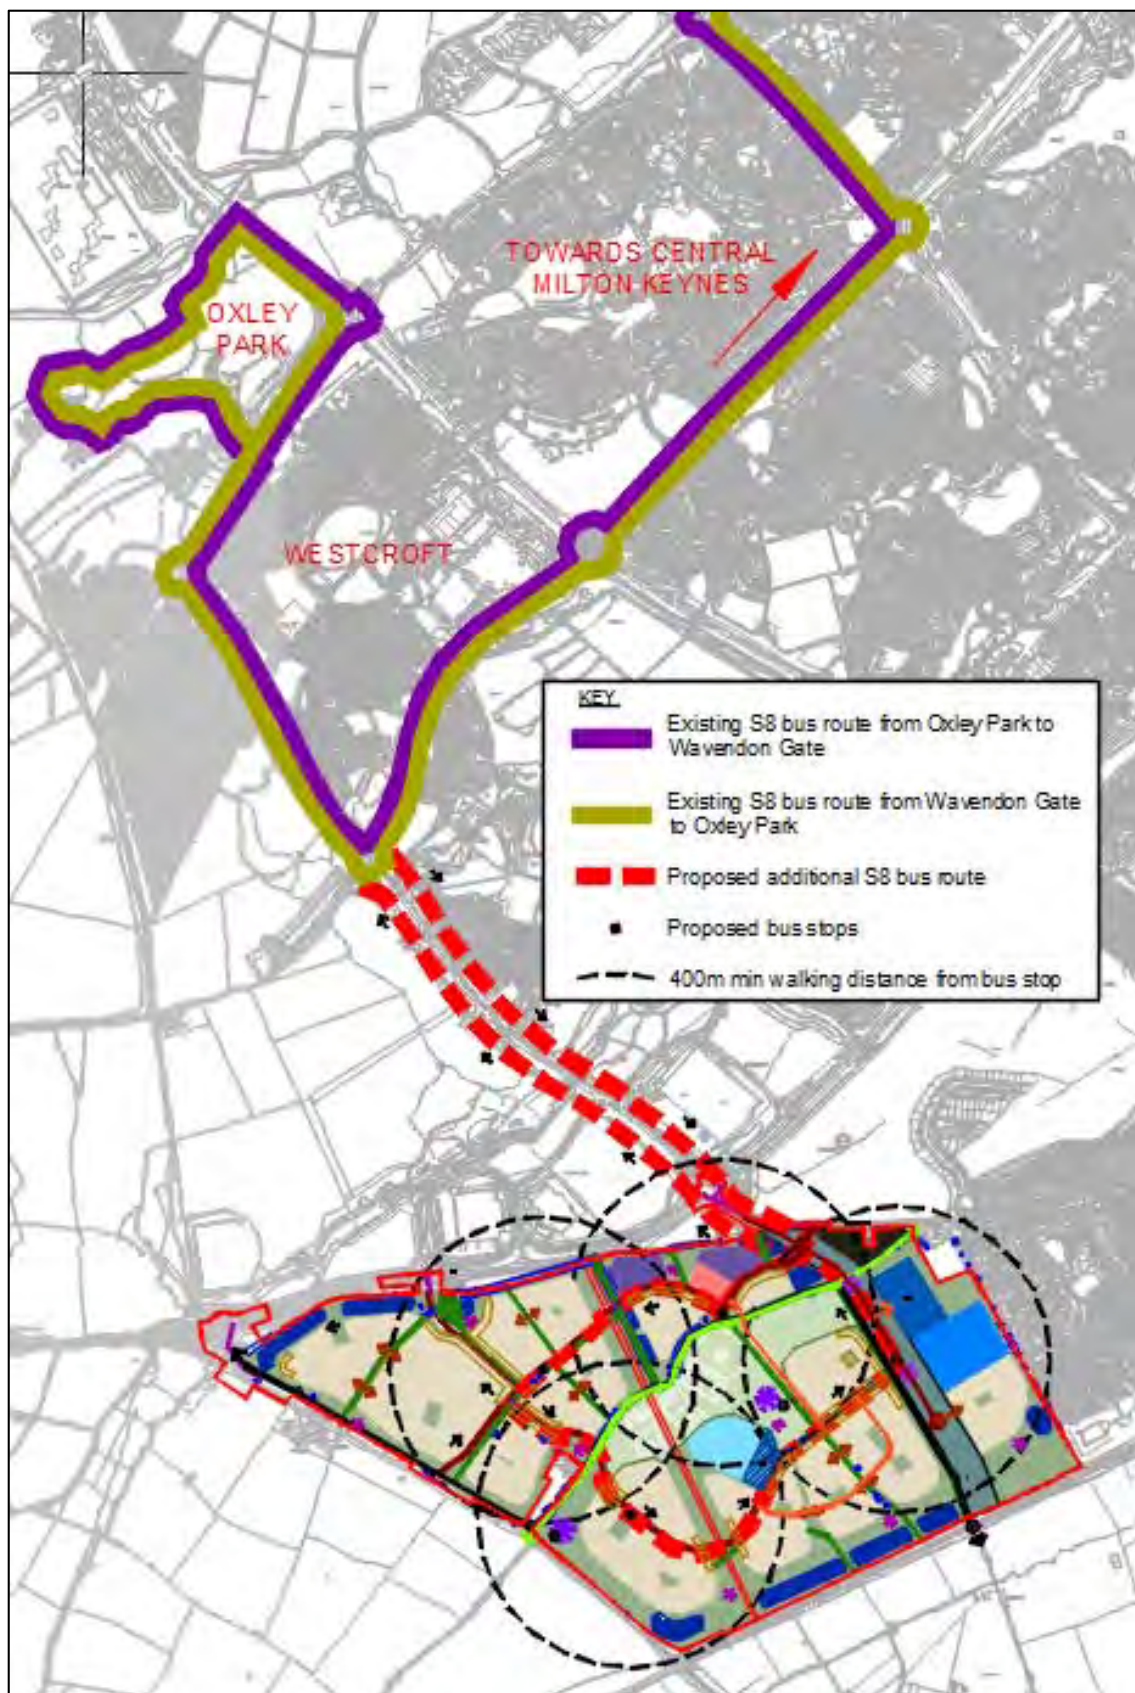 TOWARDS CENTRAL
MILTON KEYNES
OXLEY
PARK
WESTCROFT
KEY
Existing S8 bus route from Oxley Park to
Wavendon Gate
Existing S8 bus route from Wavendon Gate
to Oxley Park
Proposed additional S8 bus route
Proposed bus stops
400m min walking distance from bus stop